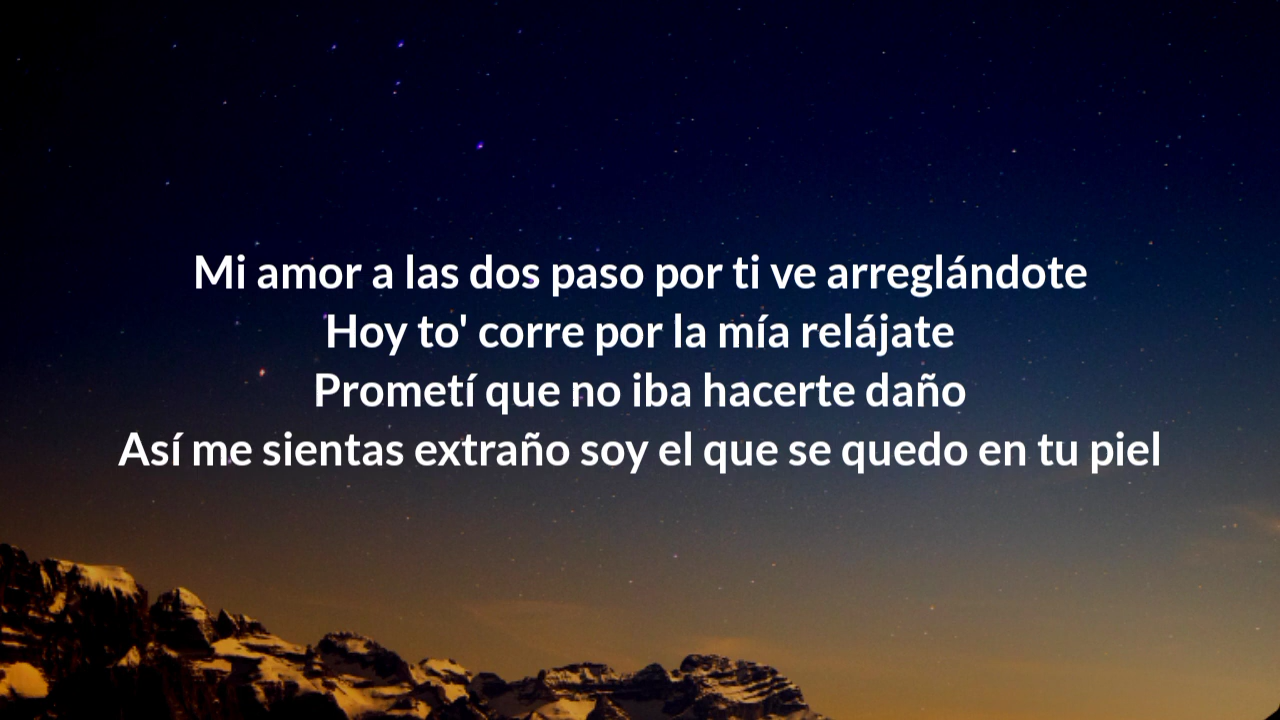 Mi amor a las dos paso por ti ve arreglándote
Hoy to' corre por la mía relájate
Prometí que no iba hacerte daño
Así me sientas extraño soy el que se quedo en tu piel